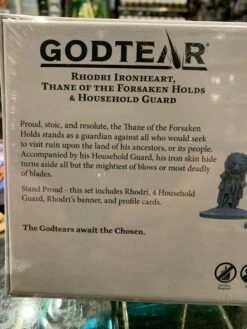 GODTEAR®
RHODRI IRONHEART,
THANE OF THE FORSAKEN HOLDS
& HOUSEHOLD GUARD
Proud, stoic, and resolute, the Thane of the Forsaken
Holds stands as a guardian against all who would seek
to visit ruin upon the land of his ancestors, or its people.
Accompanied by his Household Guard, his iron skin hide
turns aside all but the mightiest of blows or most deadly
of blades.
Stand Proud - this set includes Rhodri, 4 Household
Guard, Rhodri's banner, and profile cards.
The Godtears await the Chosen.